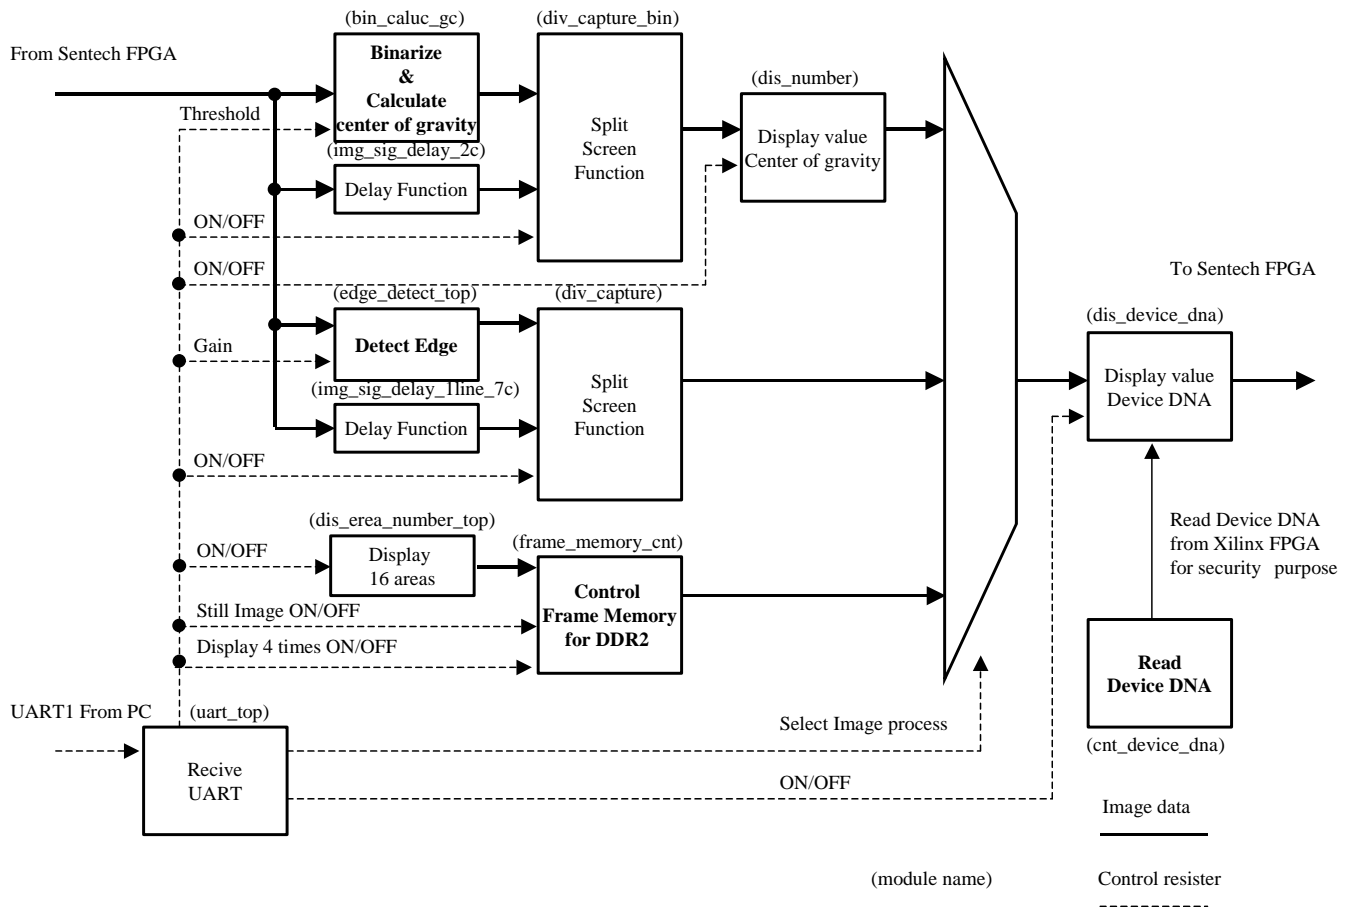 (bin_caluc_gc)
(div_capture_bin)
From Sentech FPGA
Binarize
&
Calculate
center of gravity
(dis_number)
Threshold
Split
Screen
Function
Display value
Center of gravity
(img_sig_delay_2c)
Delay Function
ON/OFF
ON/OFF
To Sentech FPGA
(edge_detect_top)
(div_capture)
(dis_device_dna)
Gain
Detect Edge
Split
Screen
Function
Display value
Device DNA
(img_sig_delay_1line_7c)
Delay Function
ON/OFF
(dis_erea_number_top)
(frame_memory_cnt)
Read Device DNA
from Xilinx FPGA
for security purpose
ON/OFF
Display
16 areas
Control
Frame Memory
for DDR2
Still Image ON/OFF
Display 4 times ON/OFF
Read
Device DNA
UART1 From PC
(uart_top)
Select Image process
(cnt_device_dna)
Recive
UART
ON/OFF
Image data
(module name)
Control resister